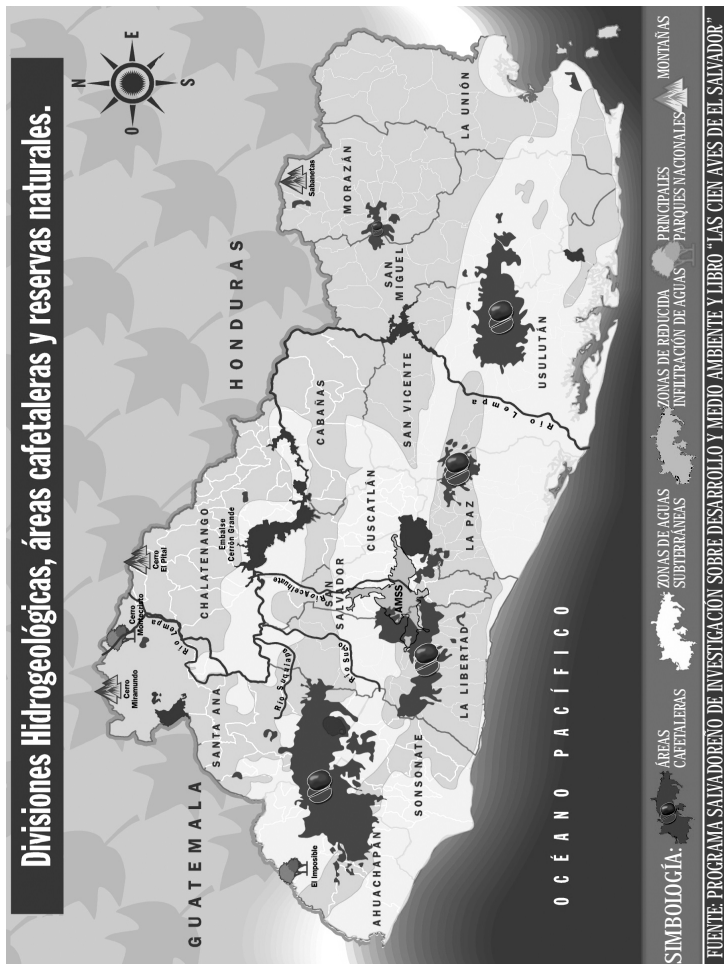 Divisiones Hidrogeológicas, áreas cafetaleras y reservas naturales.
N
O
E
S
GUATEMALA
HONDURAS
Cerro
Miramundo
Cerro
Montecristo
Cerro
El Pital
Sabanetas
Río Lempa
SANTA ANA
CHALATENANGO
Embalse
Cerrón Grande
MORAZÁN
Río Suquiapa
Río Sucio
Río Acelhuate
CABAÑAS
El Imposible
AHUACHAPÁN
SONSONATE
SAN
SALVADOR
AMSS
CUSCATLÁN
SAN VICENTE
SAN
MIGUEL
LA UNIÓN
LA LIBERTAD
LA PAZ
Río Lempa
USULUTÁN
OCÉANO PACÍFICO
SIMBOLOGÍA:
ÁREAS
CAFETALERAS
ZONAS DE AGUAS
SUBTERRÁNEAS
ZONAS DE REDUCIDA
INFILTRACIÓN DE AGUAS
PRINCIPALES
PARQUES NACIONALES
MONTAÑAS
FUENTE: PROGRAMA SALVADOREÑO DE INVESTIGACIÓN SOBRE DESARROLLO Y MEDIO AMBIENTE Y LIBRO "LAS CIEN AVES DE EL SALVADOR"